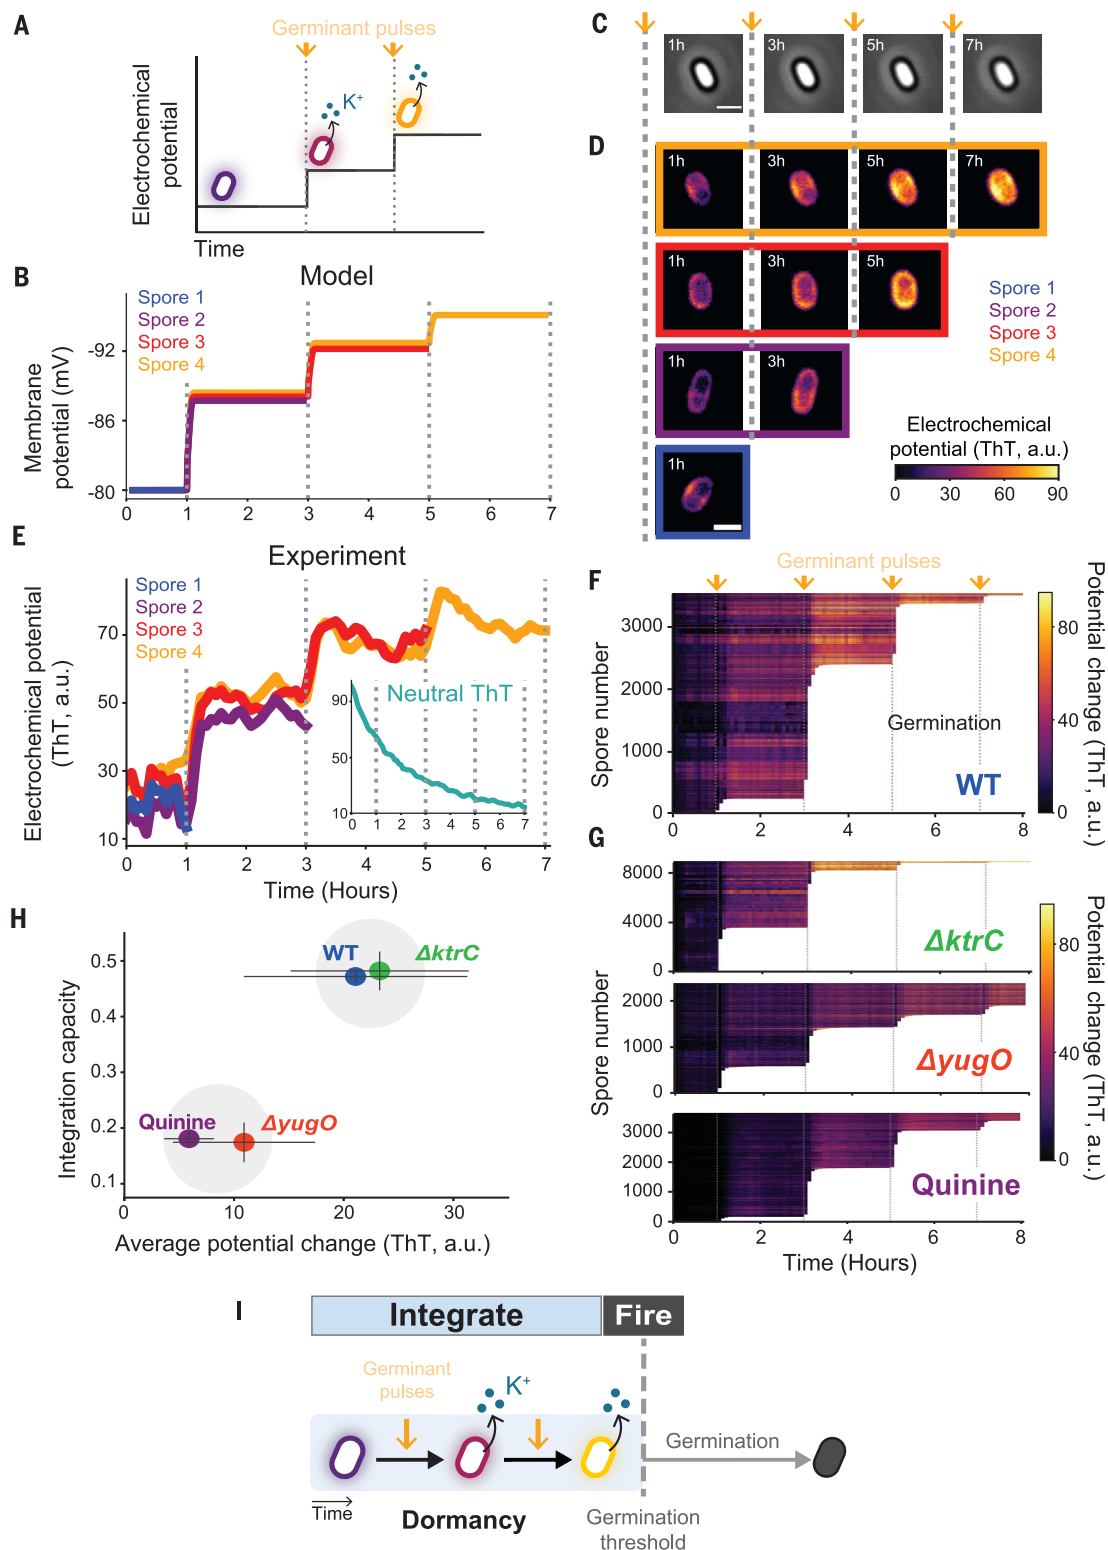 A
Germinant pulses
K+
Electrochemical
potential
Time
B
Model
Spore 1
Spore 2
Spore 3
Spore 4
Membrane
potential (mV)
-92
-86
-80
0 1 2 3 4 5 6 7
C
1h 3h 5h 7h
D
1h 3h 5h 7h
1h 3h 5h
1h 3h
1h
Spore 1
Spore 2
Spore 3
Spore 4
Electrochemical
potential (ThT, a.u.)
0 30 60 90
E
Experiment
Spore 1
Spore 2
Spore 3
Spore 4
Electrochemical potential
(ThT, a.u.)
70
50
30
10
Neutral ThT
90
50
10
0 1 2 3 4 5 6 7
0 1 2 3 4 5 6 7
Time (Hours)
F
Germinant pulses
Spore number
3000
2000
1000
0
Germination
WT
0 2 4 6 8
80
40
0
Potential change (ThT, a.u.)
G
Spore number
8000
4000
0
ΔktrC
2000
1000
0
ΔyugO
3000
2000
1000
0
Quinine
0 2 4 6 8
Time (Hours)
80
40
0
Potential change (ThT, a.u.)
H
Integration capacity
0.5
0.4
0.3
0.2
0.1
WT
ΔktrC
Quinine
ΔyugO
0 10 20 30
Average potential change (ThT, a.u.)
I
Integrate
Fire
Germinant
pulses
K+
Germination
Time
Dormancy
Germination
threshold